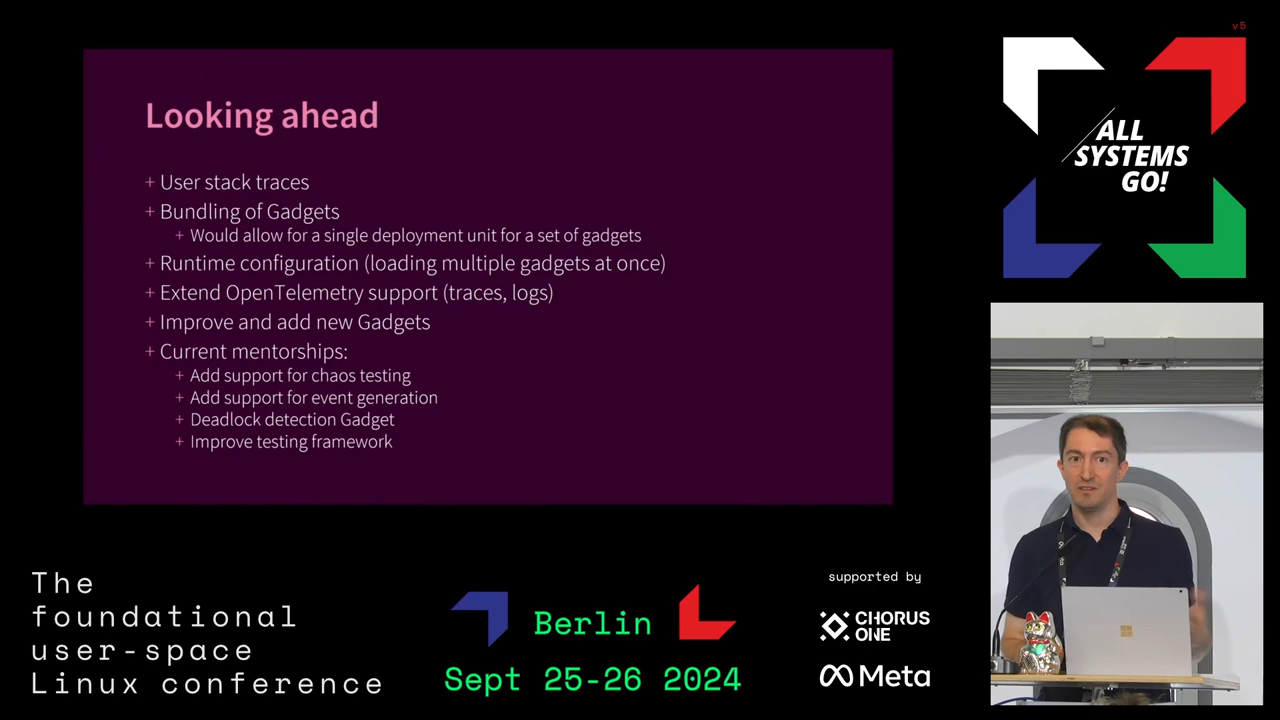 Looking ahead
+ User stack traces
+ Bundling of Gadgets
+ Would allow for a single deployment unit for a set of gadgets
+ Runtime configuration (loading multiple gadgets at once)
+ Extend OpenTelemetry support (traces, logs)
+ Improve and add new Gadgets
+ Current mentorships:
+ Add support for chaos testing
+ Add support for event generation
+ Deadlock detection Gadget
+ Improve testing framework
v5
ALL
SYSTEMS
GO!
The
foundational
user-space
Linux conference
Berlin
Sept 25-26 2024
supported by
CHORUS
ONE
Meta